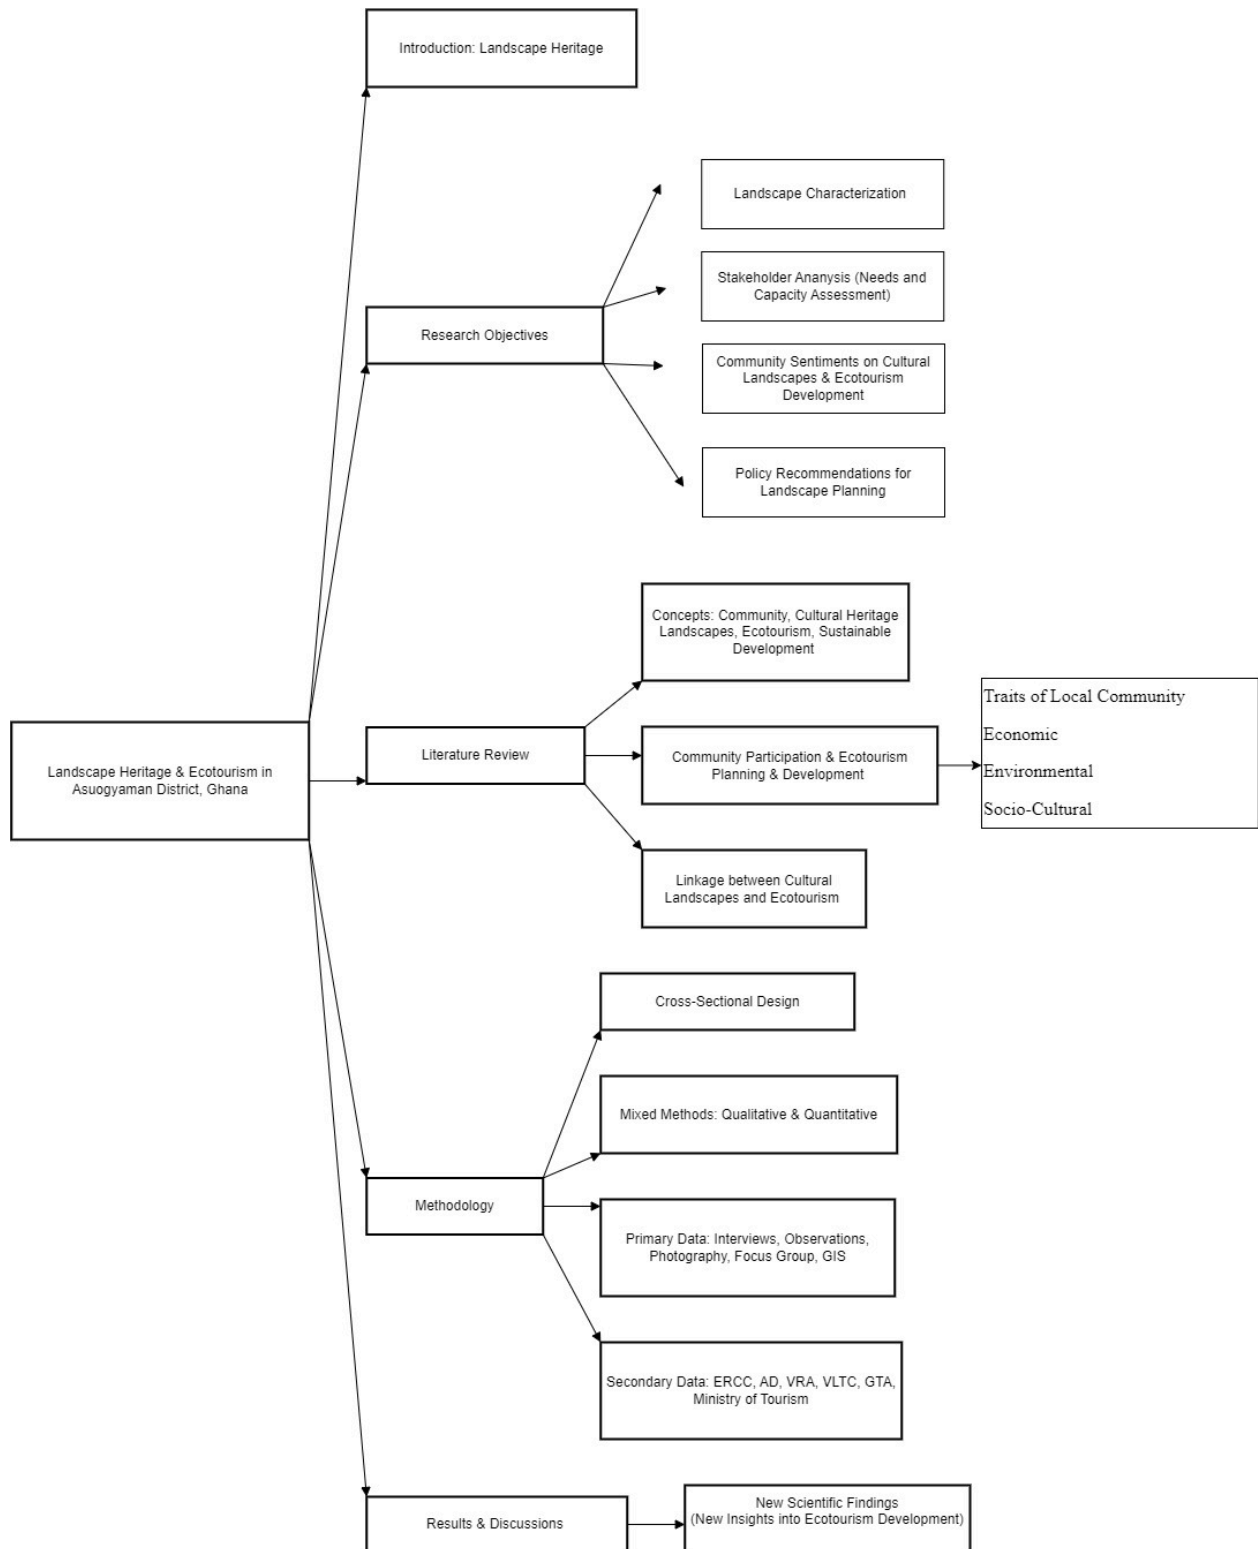 Introduction: Landscape Heritage
Landscape Characterization
Stakeholder Ananysis (Needs and
Capacity Assessment)
Research Objectives
Community Sentiments on Cultural
Landscapes & Ecotourism
Development
Policy Recommendations for
Landscape Planning
Concepts: Community, Cultural Heritage
Landscapes, Ecotourism, Sustainable
Development
Landscape Heritage & Ecotourism in
Asuogyaman District, Ghana
Literature Review
Community Participation & Ecotourism
Planning & Development
Traits of Local Community
Economic
Environmental
Socio-Cultural
Linkage between Cultural
Landscapes and Ecotourism
Cross-Sectional Design
Mixed Methods: Qualitative & Quantitative
Methodology
Primary Data: Interviews, Observations,
Photography, Focus Group, GIS
Secondary Data: ERCC, AD, VRA, VLTC, GTA,
Ministry of Tourism
Results & Discussions
New Scientific Findings
(New Insights into Ecotourism Development)